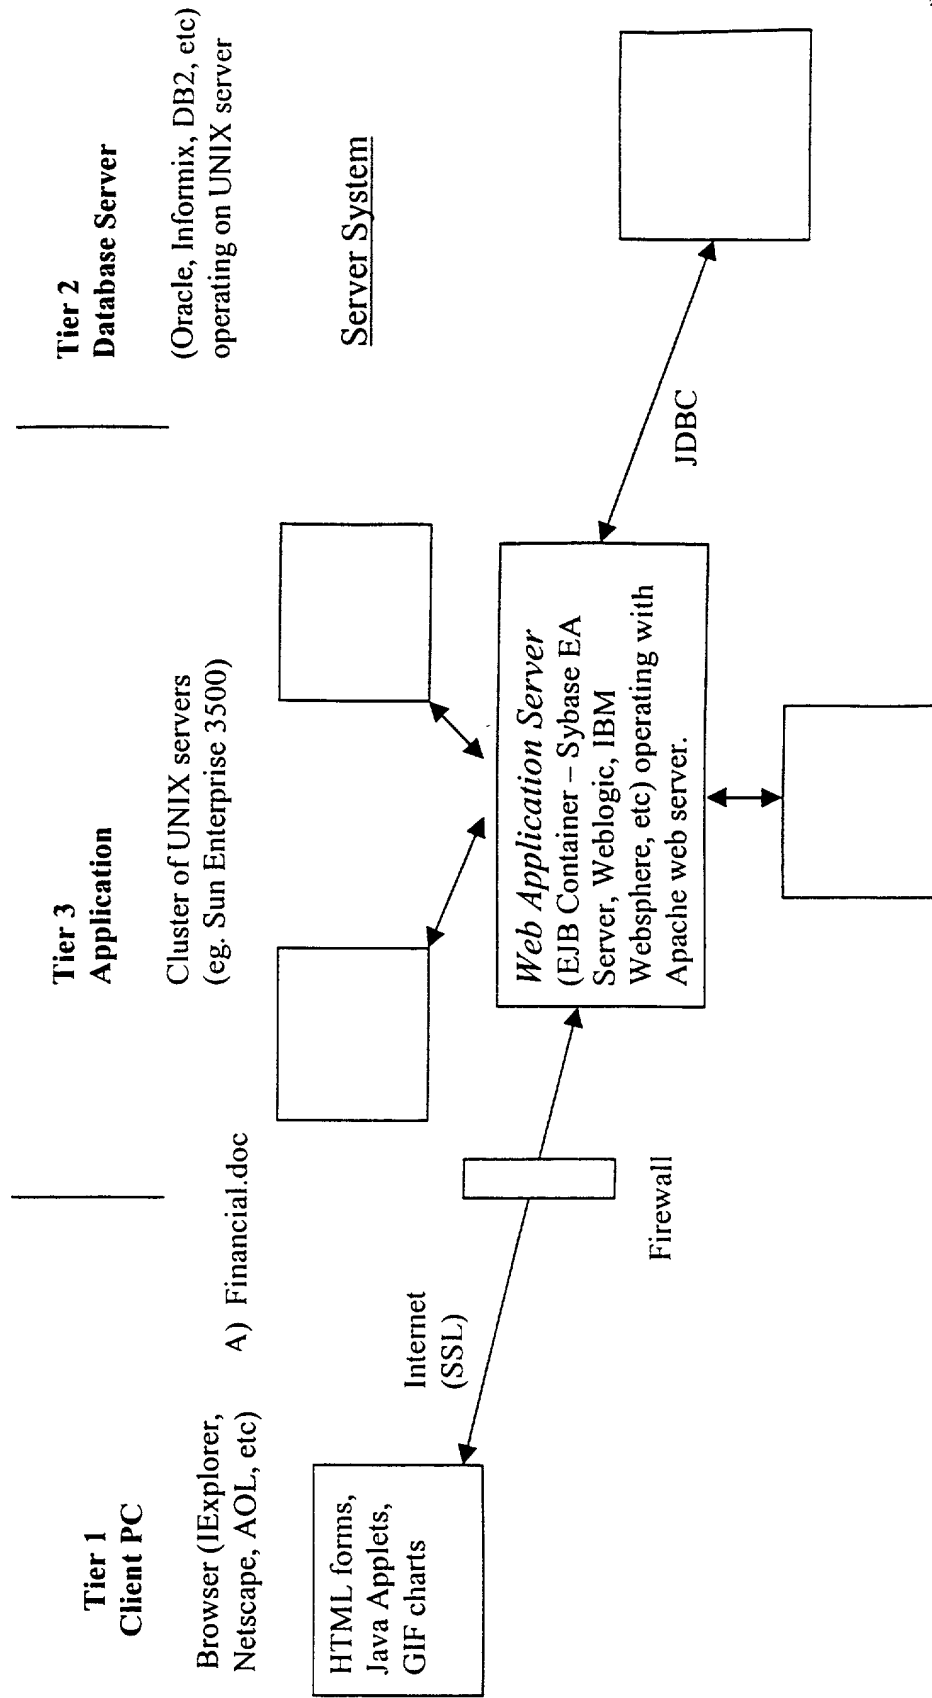 Tier 1
Client PC
Browser (IExplorer,
Netscape, AOL, etc)
HTML forms,
Java Applets,
GIF charts
A) Financial.doc
Internet
(SSL)
Firewall
Tier 3
Application
Cluster of UNIX servers
(eg. Sun Enterprise 3500)
Web Application Server
(EJB Container – Sybase EA
Server, Weblogic, IBM
Websphere, etc) operating with
Apache web server.
JDBC
Tier 2
Database Server
(Oracle, Informix, DB2, etc)
operating on UNIX server
Server System